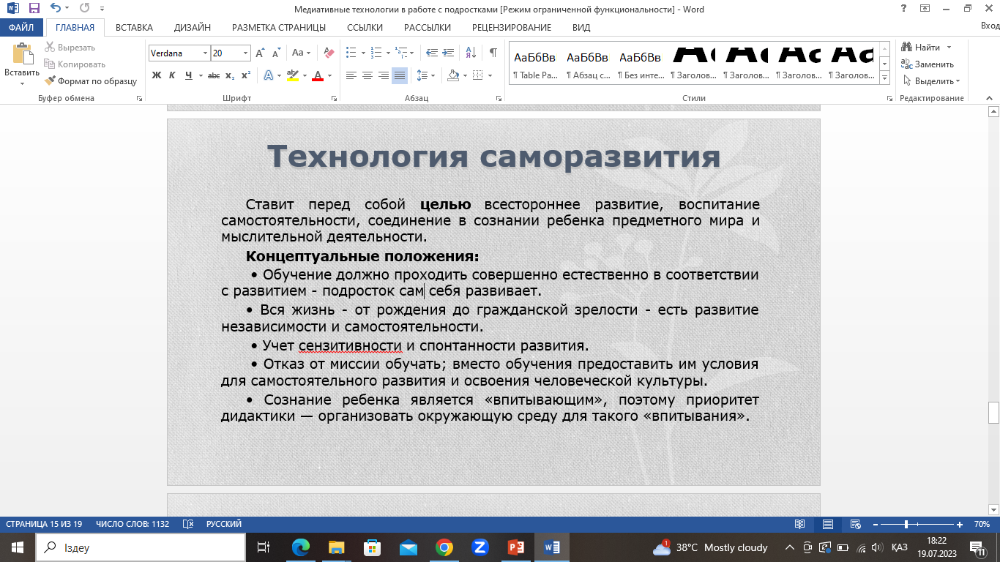 Медиативные технологии в работе с подростками [Режим ограниченной функциональности] - Word
ФАЙЛ ГЛАВНАЯ ВСТАВКА ДИЗАЙН РАЗМЕТКА СТРАНИЦЫ ССЫЛКИ РАССЫЛКИ РЕЦЕНЗИРОВАНИЕ ВИД Вход
Вставить
Вырезать
Копировать
Формат по образцу
Буфер обмена
Verdana 20
Ж К Ч abc x₂ x²
Шрифт
Абзац
АаБбВв АаБбВв АаБбВв
¶ Table Pa... ¶ Абзац с... ¶ Без инте... ¶ Заголов... ¶ Заголов... ¶ Заголов... ¶ Заголов...
Стили
Найти
Заменить
Выделить
Редактирование
Технология саморазвития
Ставит перед собой целью всестороннее развитие, воспитание
самостоятельности, соединение в сознании ребенка предметного мира и
мыслительной деятельности.
Концептуальные положения:
• Обучение должно проходить совершенно естественно в соответствии
с развитием - подросток сам себя развивает.
• Вся жизнь - от рождения до гражданской зрелости - есть развитие
независимости и самостоятельности.
• Учет сензитивности и спонтанности развития.
• Отказ от миссии обучать; вместо обучения предоставить им условия
для самостоятельного развития и освоения человеческой культуры.
• Сознание ребенка является «впитывающим», поэтому приоритет
дидактики — организовать окружающую среду для такого «впитывания».
СТРАНИЦА 15 ИЗ 19 ЧИСЛО СЛОВ: 1132 РУССКИЙ 70%
Іздеу
1 38°C Mostly cloudy ҚАЗ 18:22
19.07.2023 11